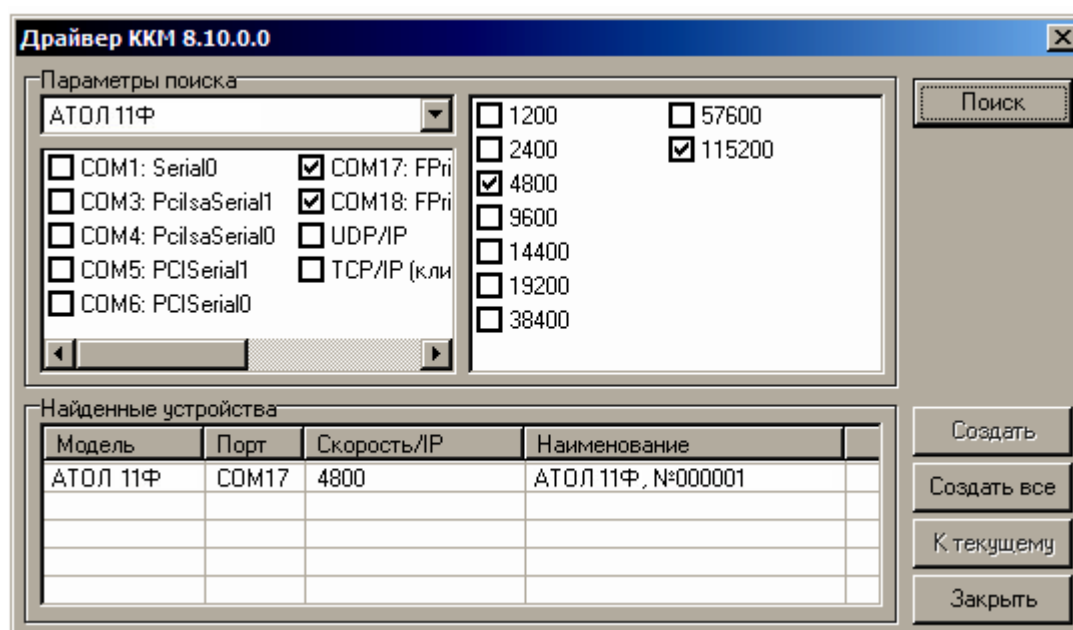 Драйвер ККМ 8.10.0.0
Параметры поиска
АТОЛ 11Ф
COM1: Serial0
COM3: PciIsaSerial1
COM4: PciIsaSerial0
COM5: PCISerial1
COM6: PCISerial0
COM17: FPri
COM18: FPri
UDP/IP
TCP/IP (кли
1200
2400
4800
9600
14400
19200
38400
57600
115200
Поиск
Найденные устройства
Модель Порт Скорость/IP Наименование
АТОЛ 11Ф COM17 4800 АТОЛ 11Ф, №000001
Создать
Создать все
К текущему
Закрыть